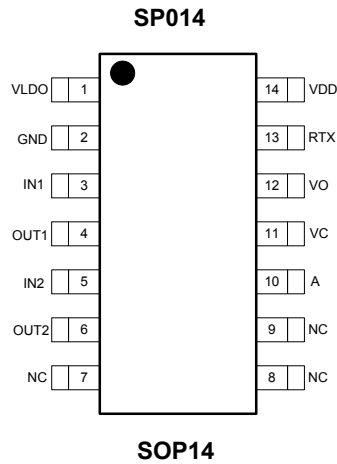 SP014
VLDO 1 14 VDD
GND 2 13 RTX
IN1 3 12 VO
OUT1 4 11 VC
IN2 5 10 A
OUT2 6 9 NC
NC 7 8 NC
SOP14